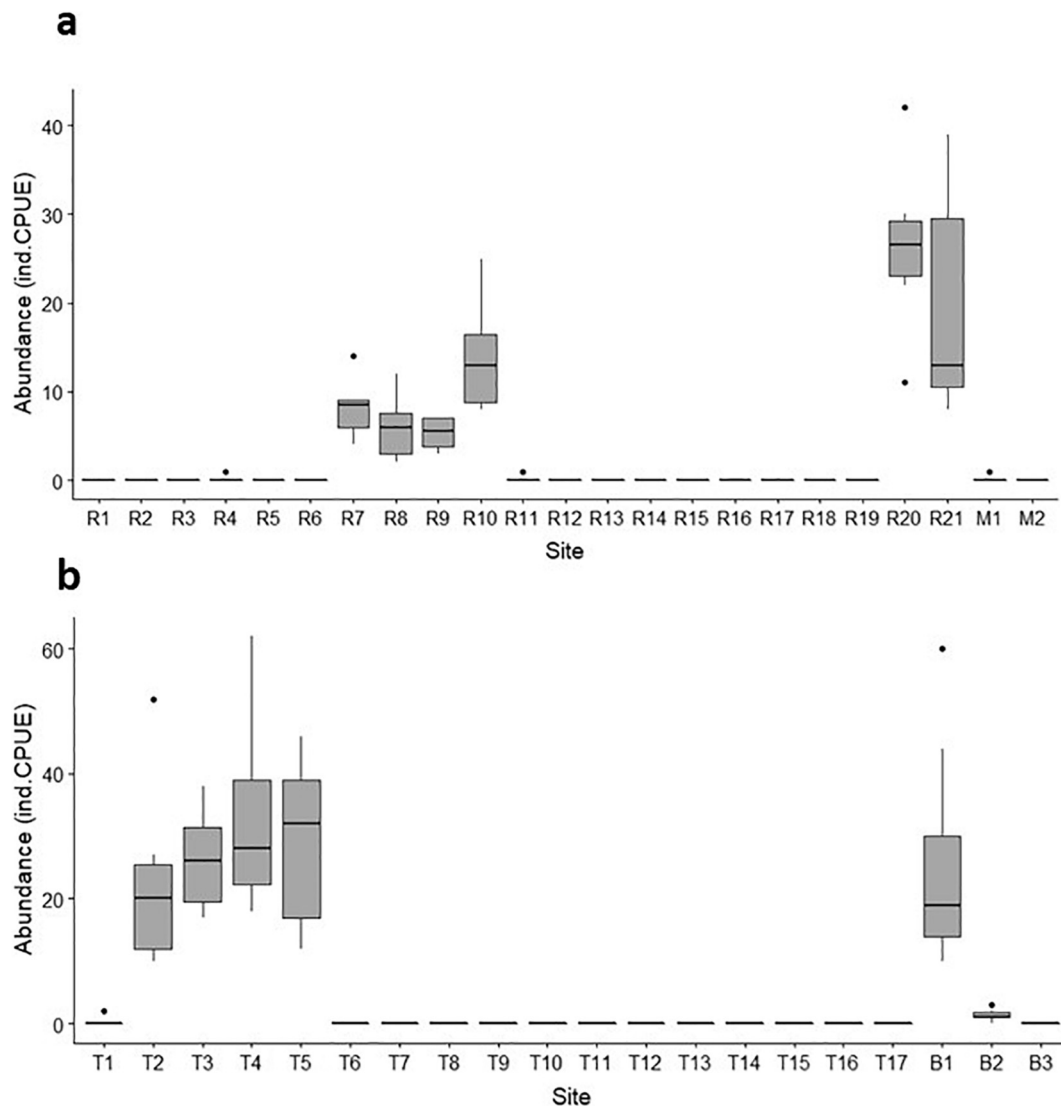 a
Abundance (ind.CPUE)
40
30
20
10
0
R1 R2 R3 R4 R5 R6 R7 R8 R9 R10 R11 R12 R13 R14 R15 R16 R17 R18 R19 R20 R21 M1 M2
Site
b
Abundance (ind.CPUE)
60
40
20
0
T1 T2 T3 T4 T5 T6 T7 T8 T9 T10 T11 T12 T13 T14 T15 T16 T17 B1 B2 B3
Site